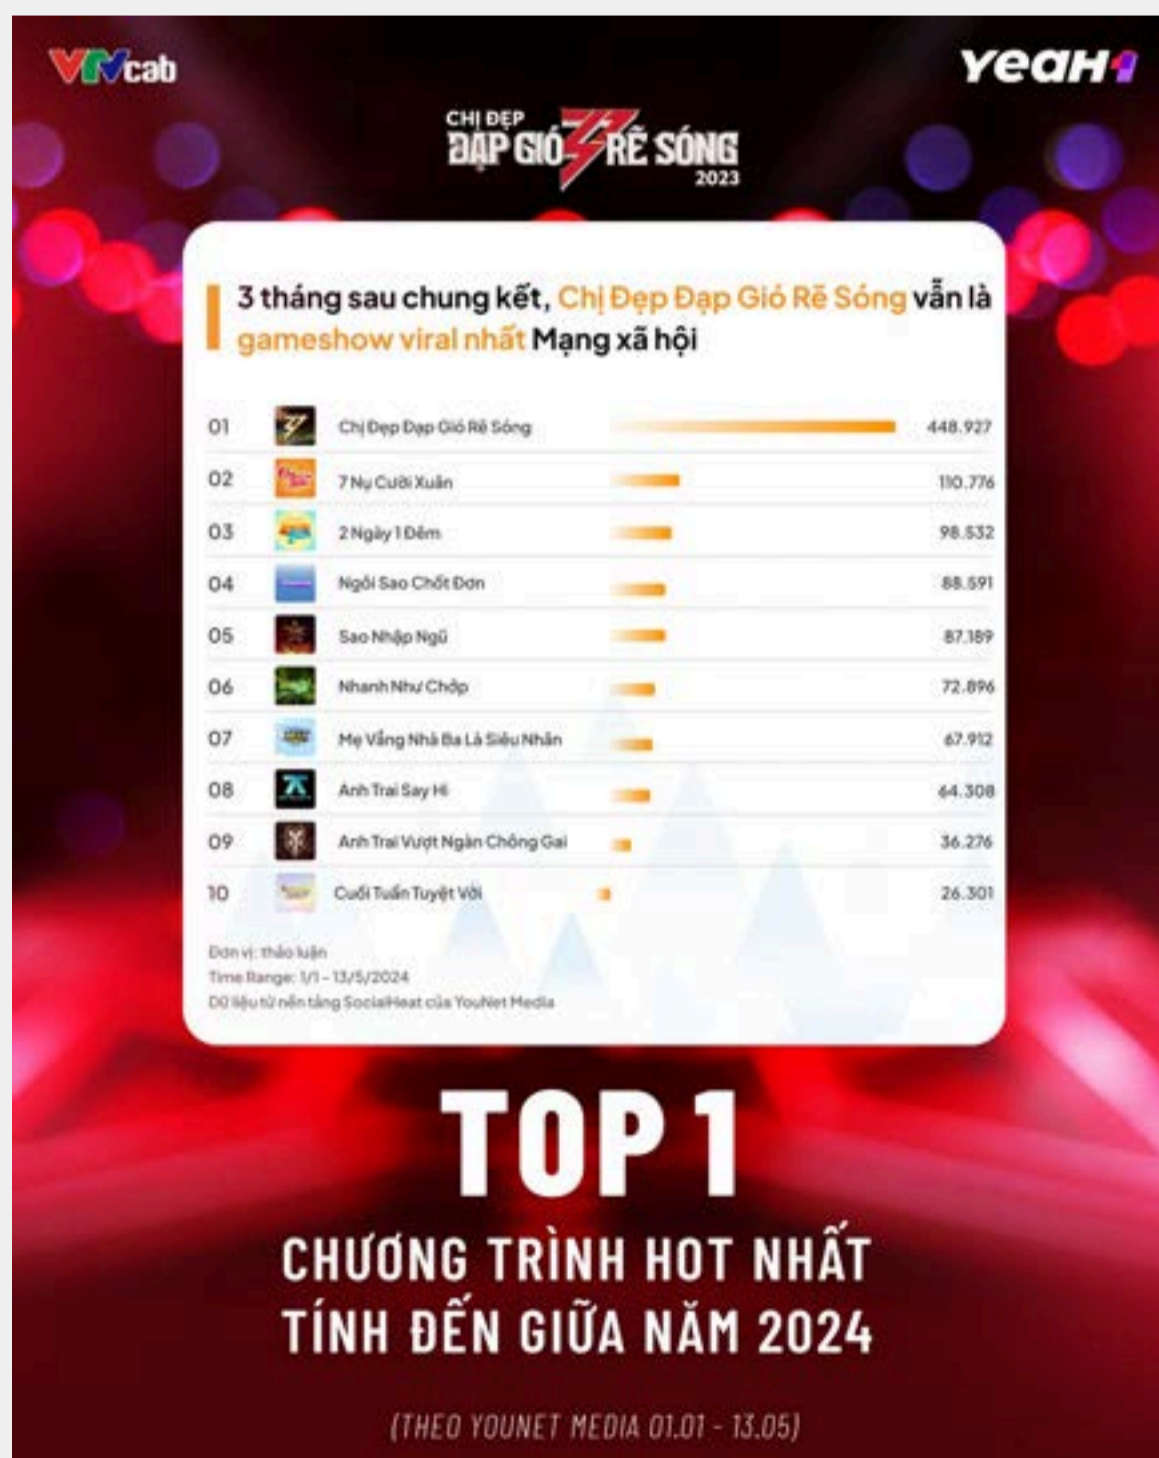 VTVcab
YEAH1
CHỊ ĐẸP
ĐẠP GIÓ RẼ SÓNG
2023
3 tháng sau chung kết, Chị Đẹp Đạp Gió Rẽ Sóng vẫn là
gameshow viral nhất Mạng xã hội
01 Chị Đẹp Đạp Gió Rẽ Sóng 448.927
02 7 Nụ Cười Xuân 110.776
03 2 Ngày 1 Đêm 98.532
04 Ngôi Sao Chốt Đơn 88.591
05 Sao Nhập Ngũ 87.189
06 Nhanh Như Chớp 72.896
07 Mẹ Vắng Nhà Ba Là Siêu Nhân 67.912
08 Anh Trai Say Hi 64.308
09 Anh Trai Vượt Ngàn Chông Gai 36.276
10 Cuối Tuần Tuyệt Vời 26.301
Đơn vị: thảo luận
Time Range: 1/1 - 13/5/2024
Dữ liệu từ nền tảng SocialHeat của YouNet Media
TOP 1
CHƯƠNG TRÌNH HOT NHẤT
TÍNH ĐẾN GIỮA NĂM 2024
(THEO YOUNET MEDIA 01.01 - 13.05)